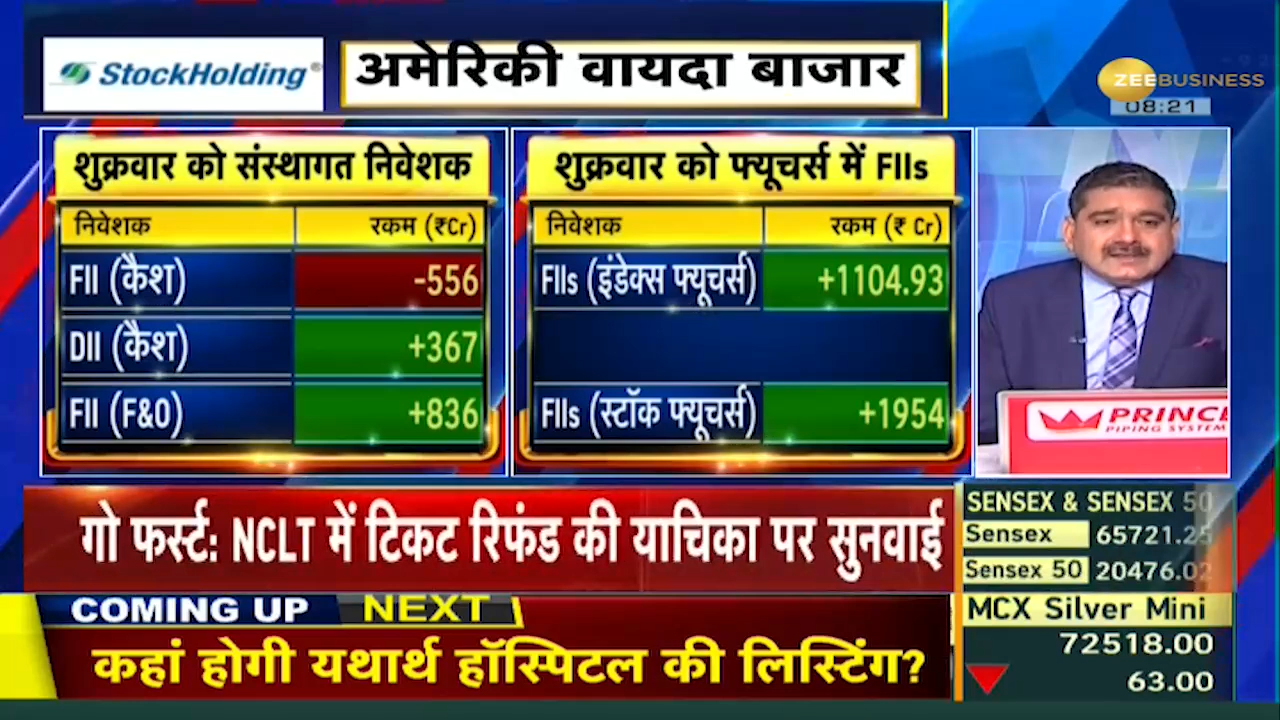 StockHolding®
अमेरिकी वायदा बाजार
ZEEBUSINESS
08:21
शुक्रवार को संस्थागत निवेशक
निवेशक रकम (₹Cr)
FII (कैश) -556
DII (कैश) +367
FII (F&O) +836
शुक्रवार को फ्यूचर्स में FIIs
निवेशक रकम (₹ Cr)
FIIs (इंडेक्स फ्यूचर्स) +1104.93
FIIs (स्टॉक फ्यूचर्स) +1954
PRINC
PIPING SYSTEM
गो फर्स्ट: NCLT में टिकट रिफंड की याचिका पर सुनवाई
SENSEX & SENSEX 50
Sensex 65721.25
Sensex 50 20476.02
COMING UP NEXT
कहां होगी यथार्थ हॉस्पिटल की लिस्टिंग?
MCX Silver Mini
72518.00
63.00